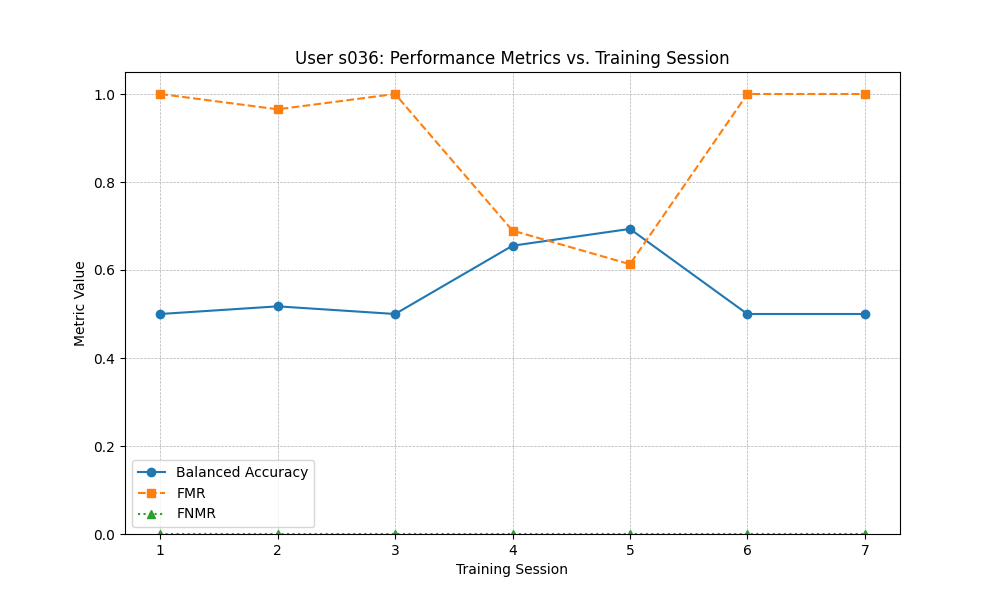 User s036: Performance Metrics vs. Training Session
Metric Value
1.0
0.8
0.6
0.4
0.2
0.0
Balanced Accuracy
FMR
FNMR
1 2 3 4 5 6 7
Training Session